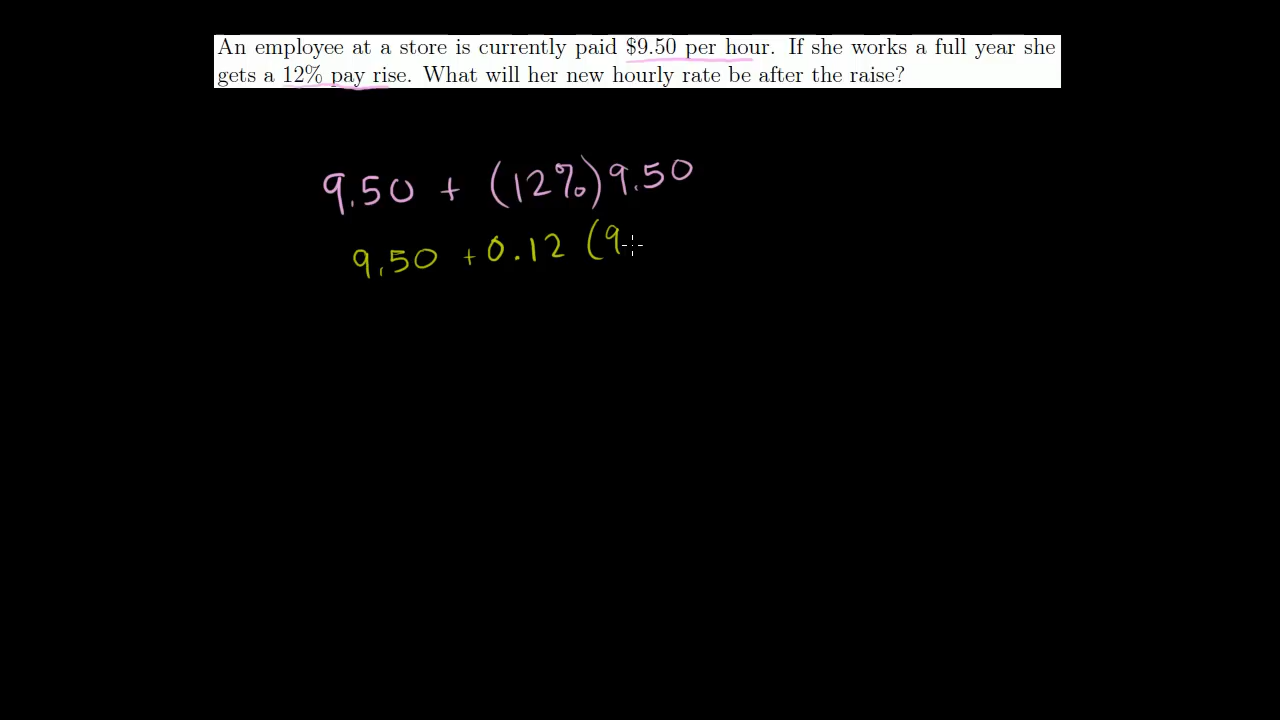 An employee at a store is currently paid $9.50 per hour. If she works a full year she
gets a 12% pay rise. What will her new hourly rate be after the raise?
9.50 + (12%) 9.50
9.50 + 0.12 (9.